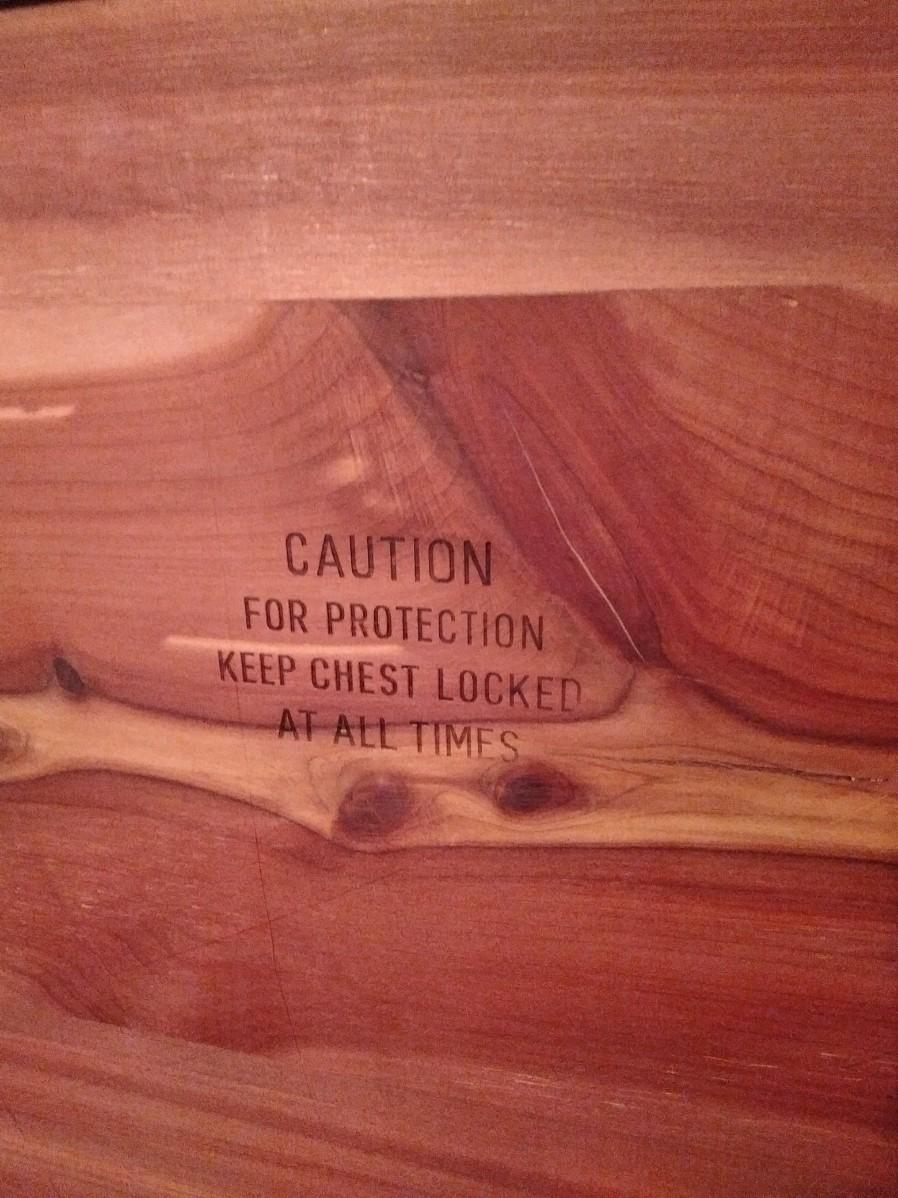 CAUTION
FOR PROTECTION
KEEP CHEST LOCKED
AT ALL TIMES